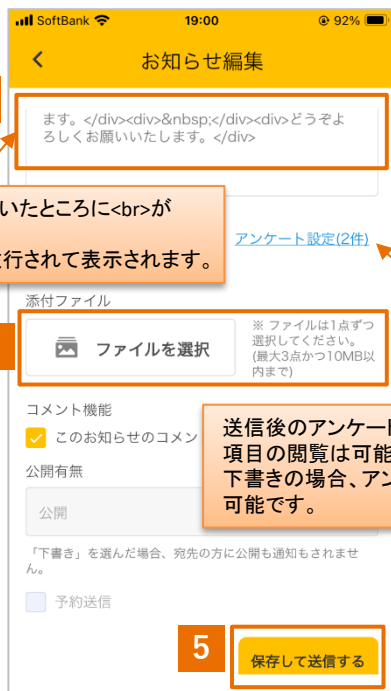 SoftBank 19:00 92%
お知らせ編集
ます。</div><div>&nbsp;</div><div>どうぞよ
ろしくお願いいたします。</div>
いたところに<br>が
行されて表示されます。
アンケート設定(2件)
添付ファイル
ファイルを選択
※ ファイルは1点ずつ
選択してください。
(最大3点かつ10MB以
内まで)
コメント機能
このお知らせのコメン
送信後のアンケート
項目の閲覧は可能
下書きの場合、アン
可能です。
公開有無
公開
「下書き」を選んだ場合、宛先の方に公開も通知もされませ
ん。
予約送信
5
保存して送信する